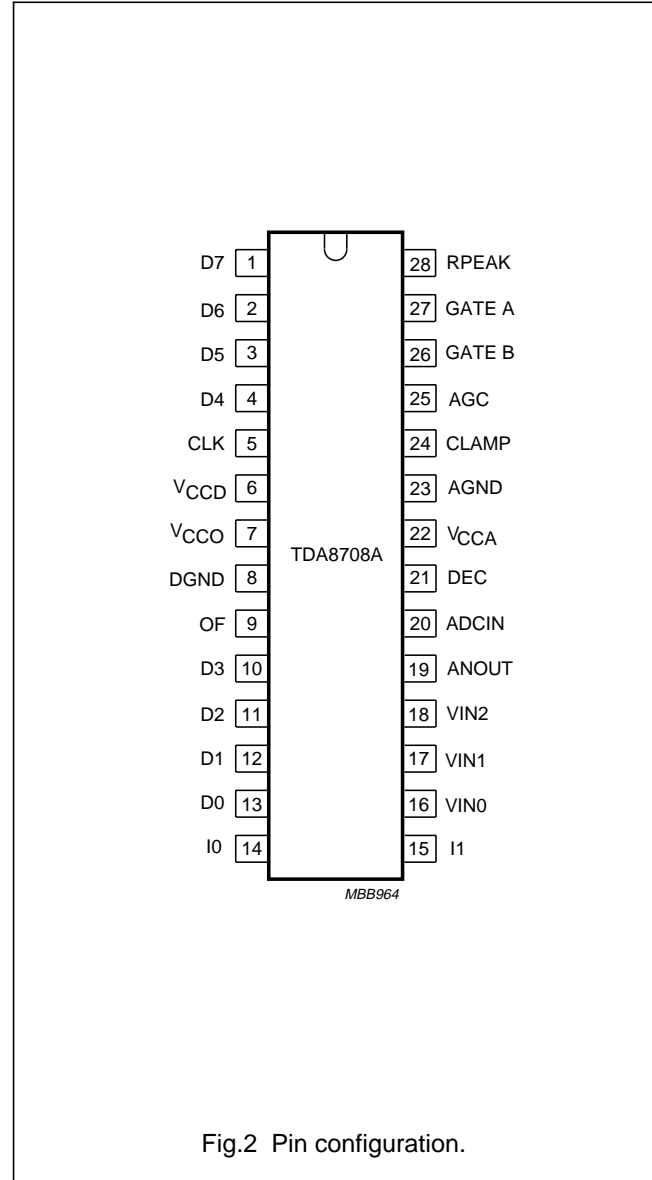 D7 1 28 RPEAK
D6 2 27 GATE A
D5 3 26 GATE B
D4 4 25 AGC
CLK 5 24 CLAMP
VCCD 6 23 AGND
VCCO 7 22 VCCA
TDA8708A
DGND 8 21 DEC
OF 9 20 ADCIN
D3 10 19 ANOUT
D2 11 18 VIN2
D1 12 17 VIN1
D0 13 16 VIN0
I0 14 15 I1
MBB964
Fig.2 Pin configuration.